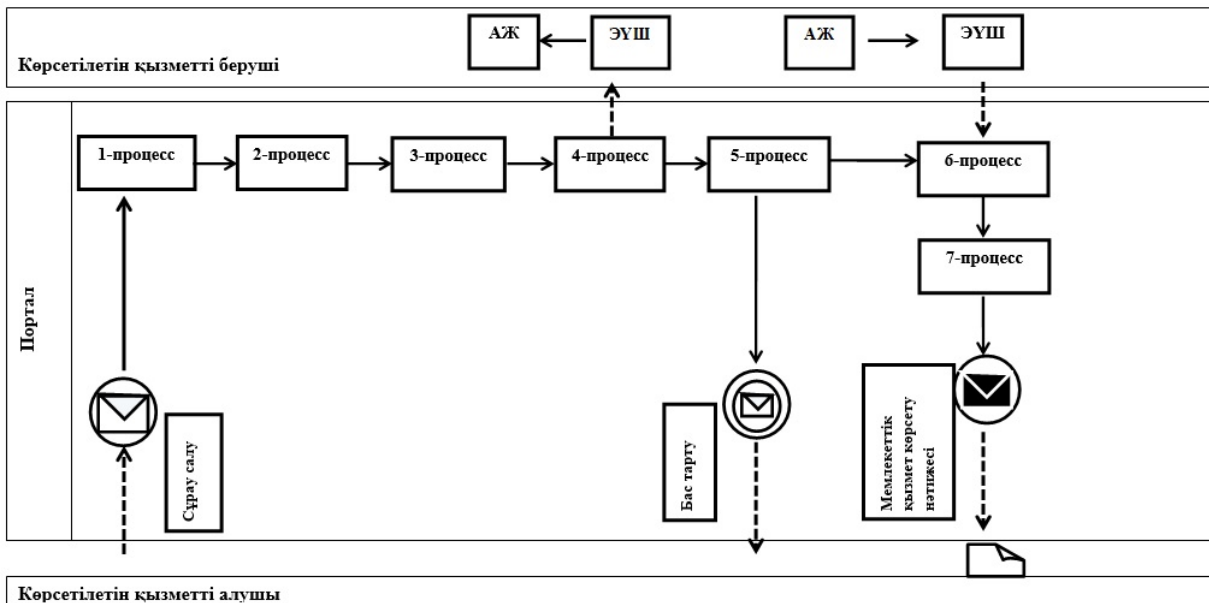 АЖ
ЭҮШ
АЖ
ЭҮШ
Көрсетілетін қызметті беруші
Портал
1-процесс
2-процесс
3-процесс
4-процесс
5-процесс
6-процесс
7-процесс
Сұрау салу
Бас тарту
Мемлекеттік
қызмет көрсету
нәтижесі
Көрсетілетін қызметті алушы